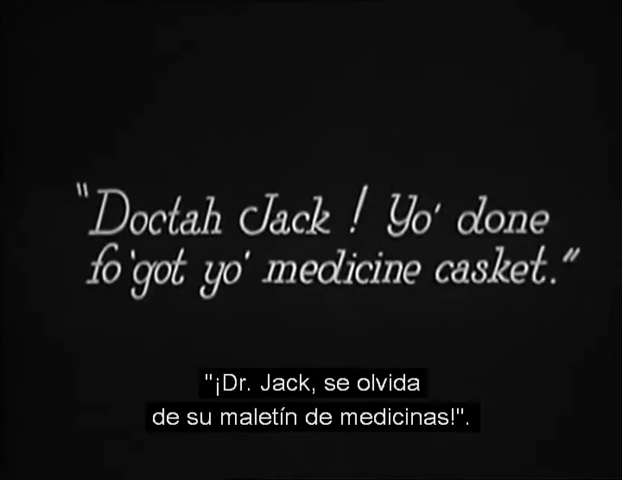 "Doctah Jack! Yo' done
fo'got yo' medicine casket."
"¡Dr. Jack, se olvida
de su maletín de medicinas!".